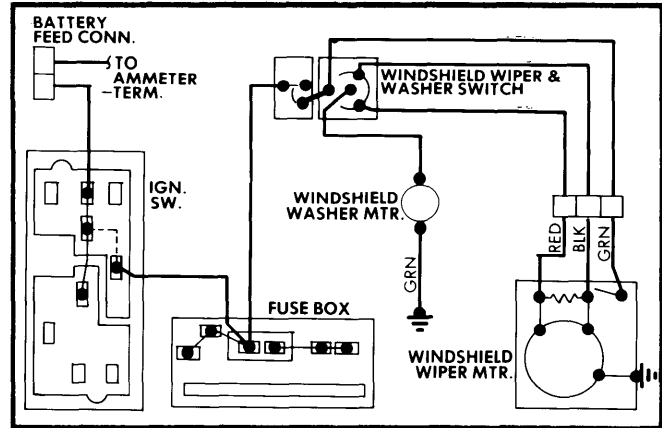 BATTERY
FEED CONN.
TO
AMMETER
TERM.
WINDSHIELD WIPER &
WASHER SWITCH
IGN.
SW.
WINDSHIELD
WASHER MTR.
RED
BLK
GRN
GRN
FUSE BOX
WINDSHIELD
WIPER MTR.